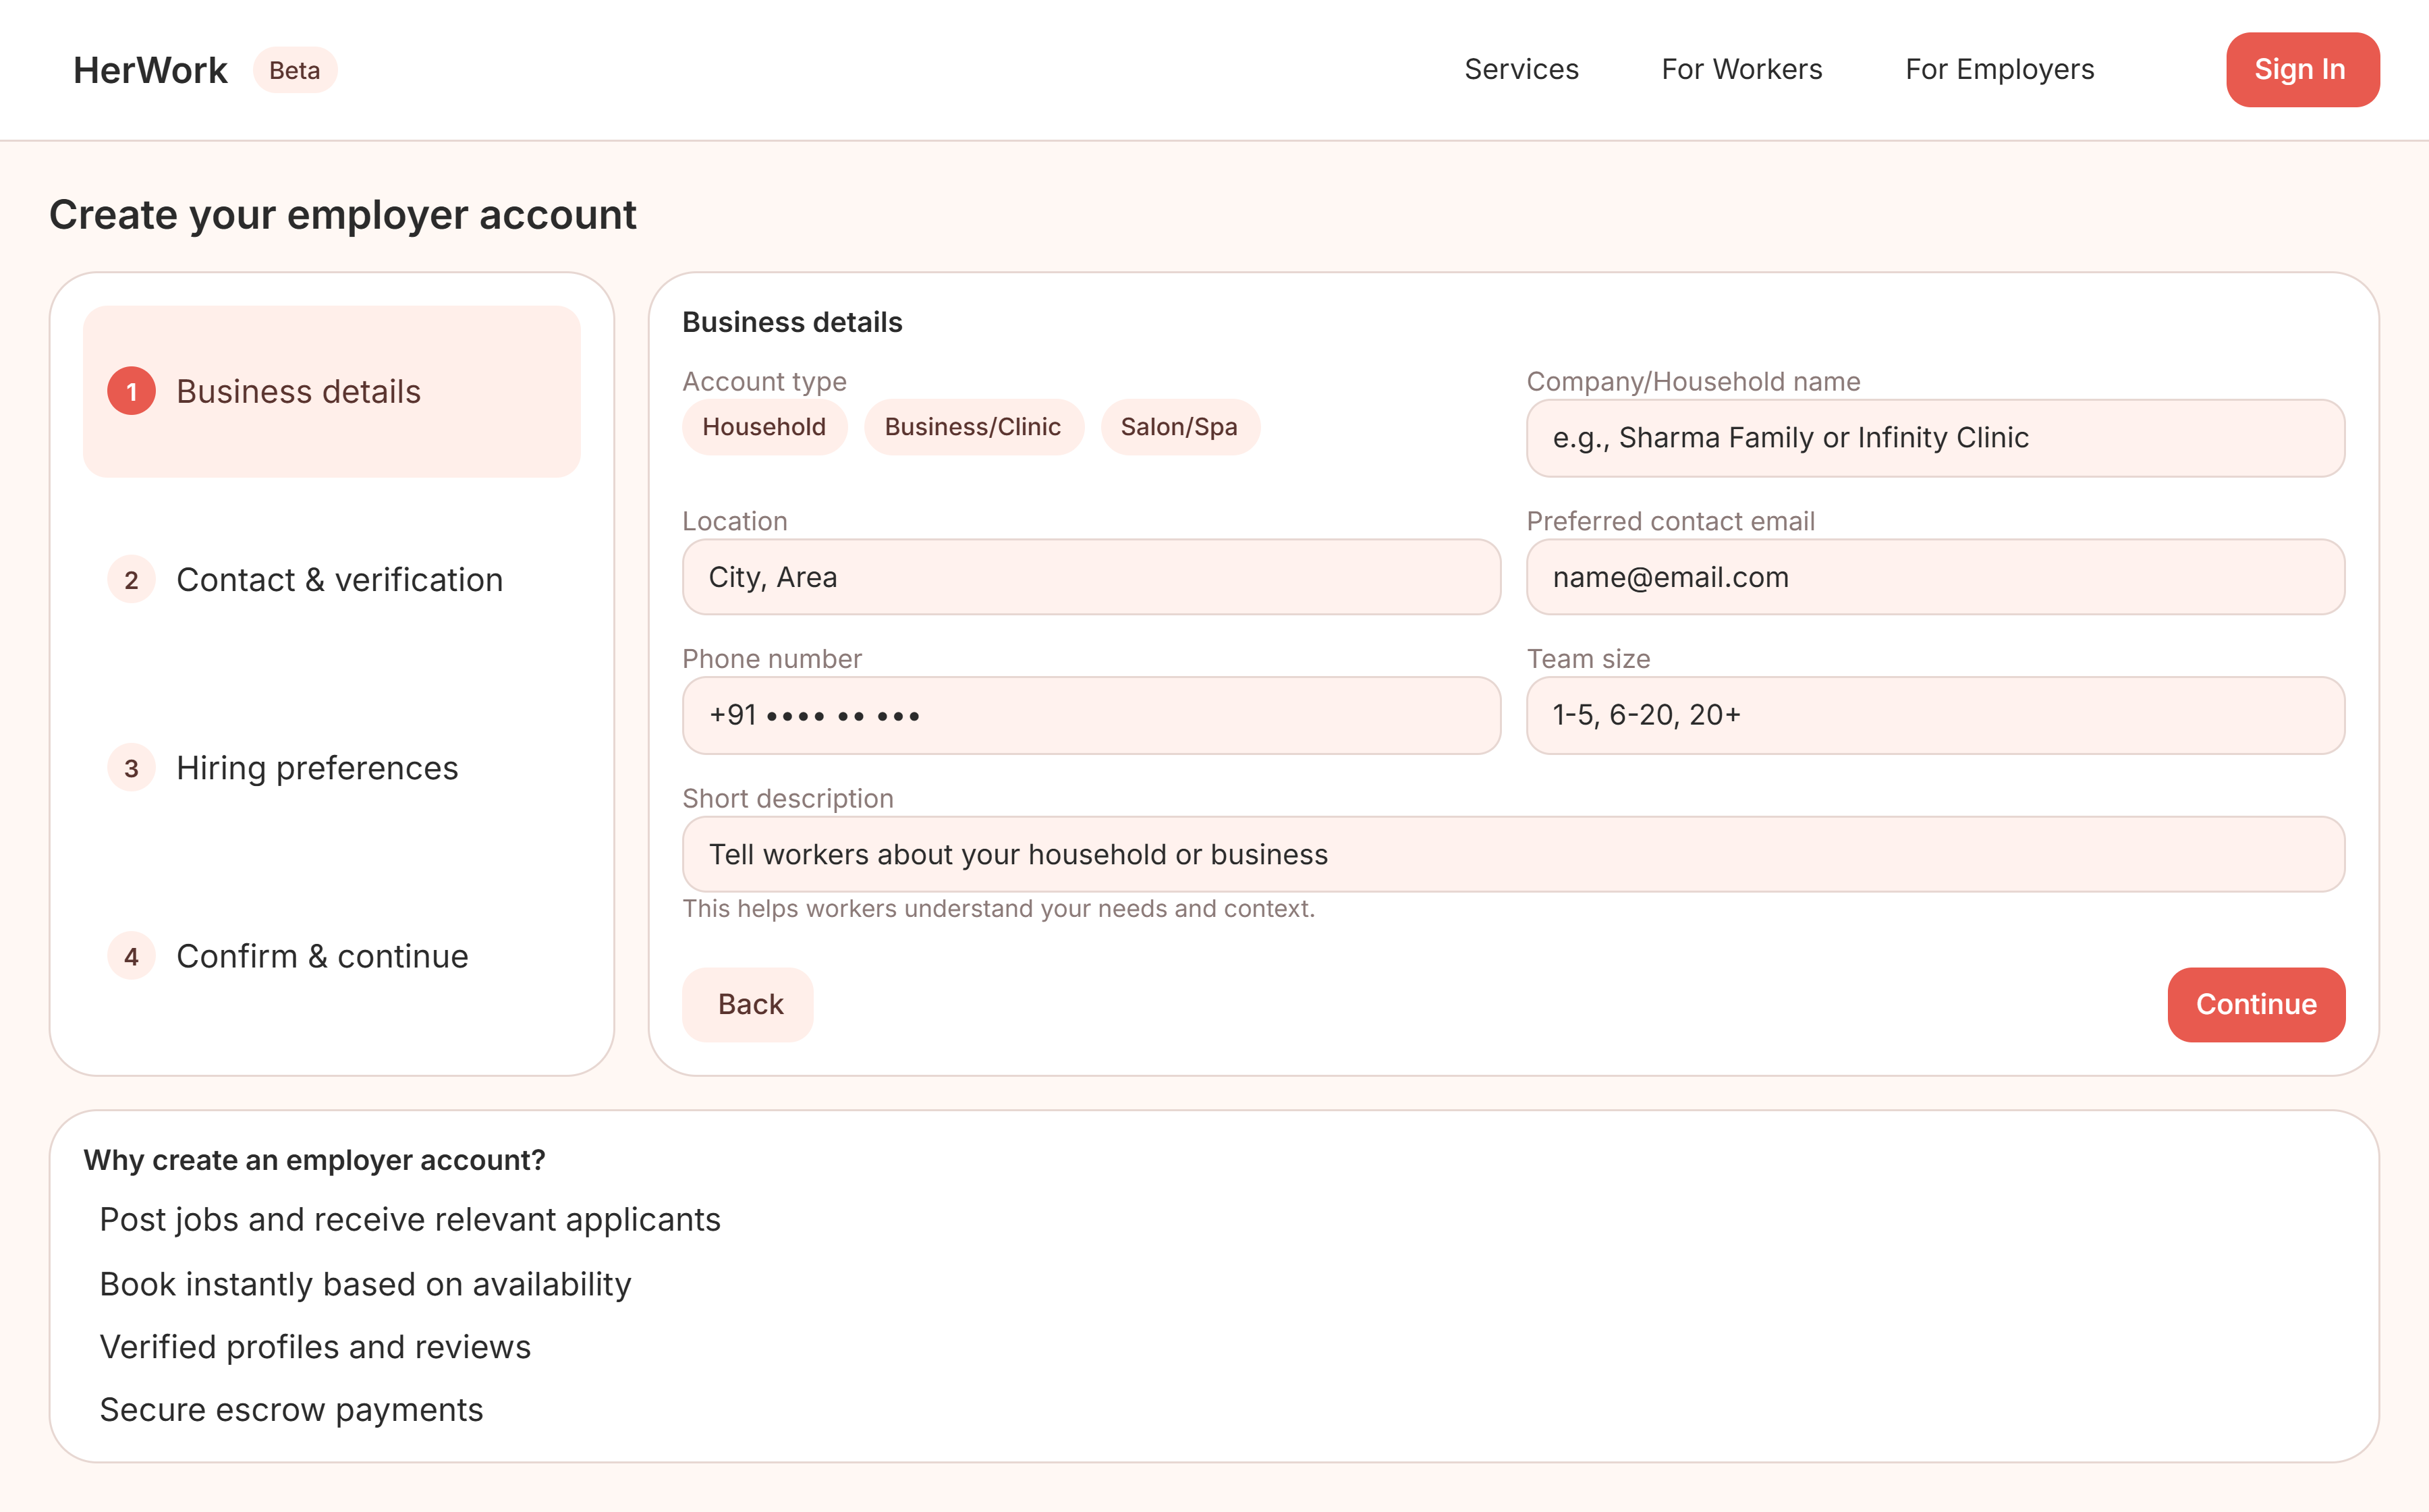 HerWork Beta Services For Workers For Employers Sign In
Create your employer account
1 Business details
2 Contact & verification
3 Hiring preferences
4 Confirm & continue
Business details
Account type
Household Business/Clinic Salon/Spa
Company/Household name
e.g., Sharma Family or Infinity Clinic
Location
City, Area
Preferred contact email
name@email.com
Phone number
+91 •••• •• •••
Team size
1-5, 6-20, 20+
Short description
Tell workers about your household or business
This helps workers understand your needs and context.
Back Continue
Why create an employer account?
Post jobs and receive relevant applicants
Book instantly based on availability
Verified profiles and reviews
Secure escrow payments